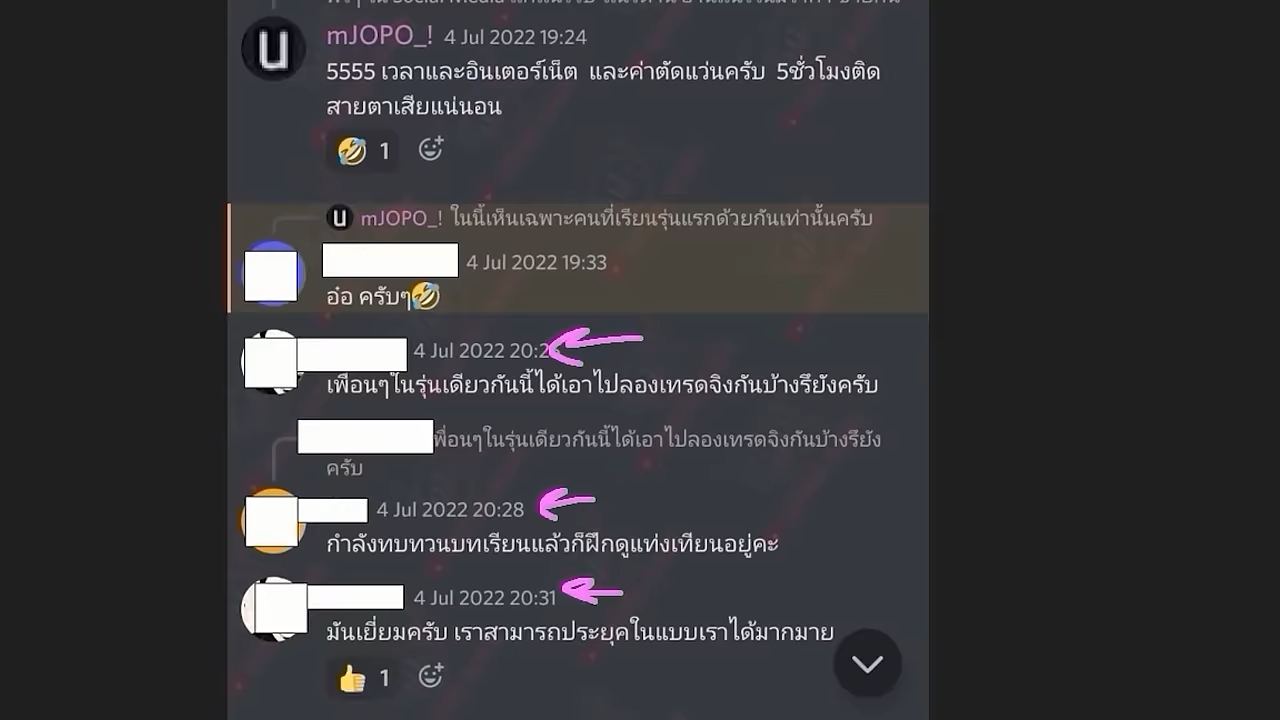 mJOPO_! 4 Jul 2022 19:24
5555 เวลาและอินเตอร์เน็ต และค่าตัดแว่นครับ 5ชั่วโมงติด
สายตาเสียแน่นอน
🤣 1
mJOPO_! ในนี้เห็นเฉพาะคนที่เรียนรุ่นแรกด้วยกันเท่านั้นครับ
4 Jul 2022 19:33
อ๋อ ครับๆ🤣
4 Jul 2022
เพื่อนๆในรุ่นเดียวกันนี้ได้เอาไปลองเทรดจิงกันบ้างรึยังครับ
พื่อนๆในรุ่นเดียวกันนี้ได้เอาไปลองเทรดจิงกันบ้างรึยัง
ครับ
4 Jul 2022 20:28
กำลังทบทวนบทเรียนแล้วก็ฝึกดูแท่งเทียนอยู่คะ
4 Jul 2022 20:31
มันเยี่ยมครับ เราสามารถประยุคในแบบเราได้มากมาย
👍 1